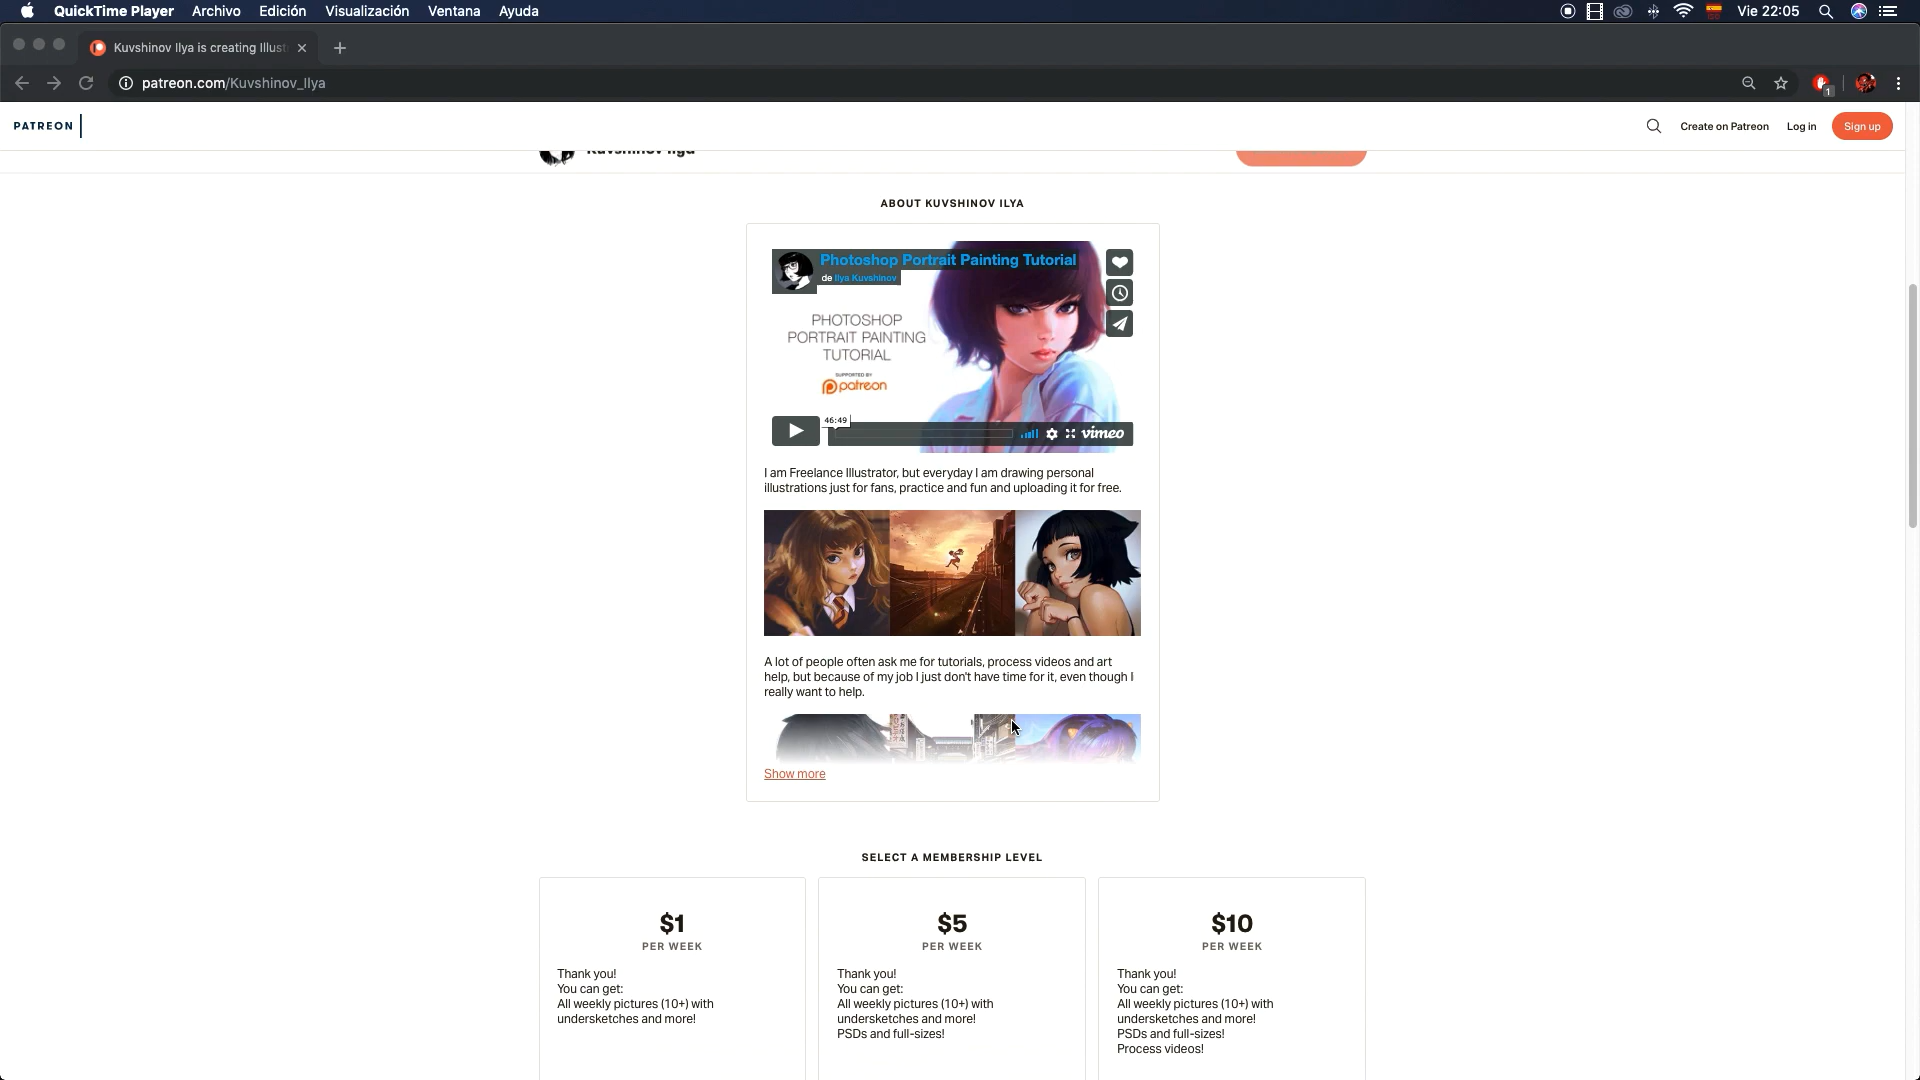 QuickTime Player Archivo Edición Visualización Ventana Ayuda Vie 22:05
Kuvshinov Ilya is creating Illust
patreon.com/Kuvshinov_Ilya
1
PATREON Create on Patreon Log in Sign up
Kuvshinov Ilya
ABOUT KUVSHINOV ILYA
Photoshop Portrait Painting Tutorial
de Ilya Kuvshinov
PHOTOSHOP
PORTRAIT PAINTING
TUTORIAL
SUPPORTED BY
patreon
46:49
vimeo
I am Freelance Illustrator, but everyday I am drawing personal
illustrations just for fans, practice and fun and uploading it for free.
A lot of people often ask me for tutorials, process videos and art
help, but because of my job I just don't have time for it, even though I
really want to help.
Show more
SELECT A MEMBERSHIP LEVEL
$1
PER WEEK
Thank you!
You can get:
All weekly pictures (10+) with
undersketches and more!
$5
PER WEEK
Thank you!
You can get:
All weekly pictures (10+) with
undersketches and more!
PSDs and full-sizes!
$10
PER WEEK
Thank you!
You can get:
All weekly pictures (10+) with
undersketches and more!
PSDs and full-sizes!
Process videos!